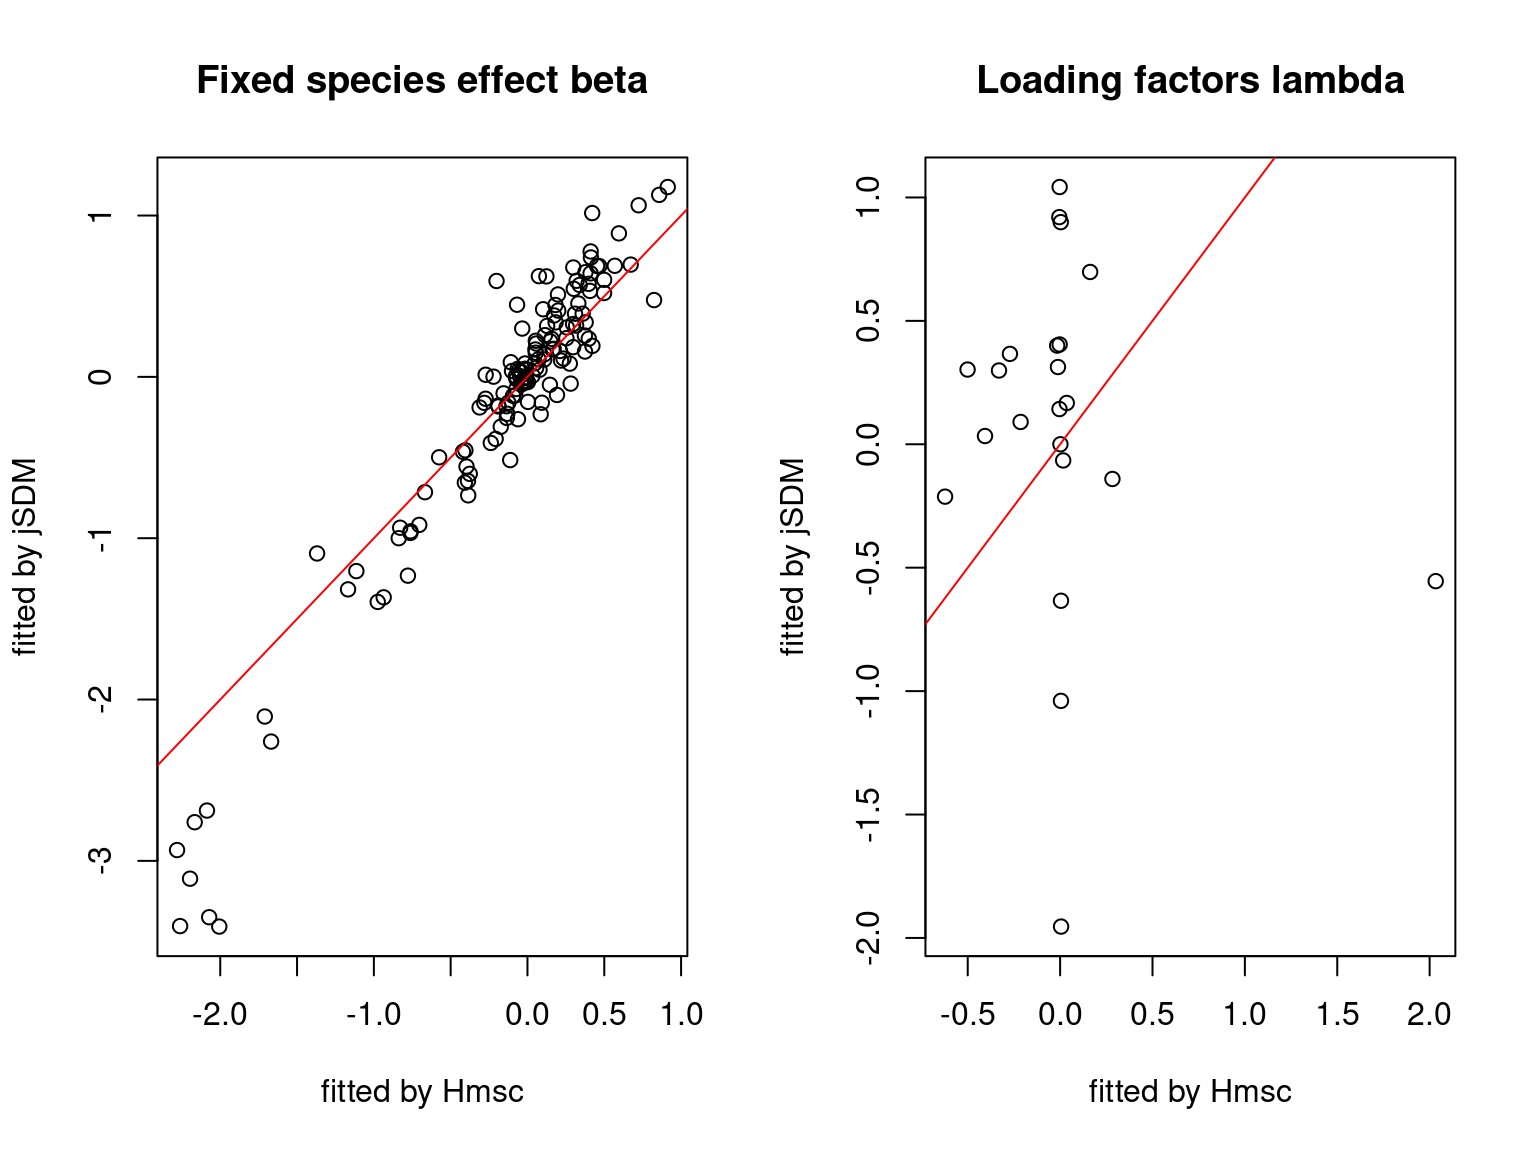 Fixed species effect beta
fitted by jSDM
1
0
-1
-2
-3
-2.0 -1.0 0.0 0.5 1.0
fitted by Hmsc
Loading factors lambda
fitted by jSDM
1.0
0.5
0.0
-0.5
-1.0
-1.5
-2.0
-0.5 0.0 0.5 1.0 1.5 2.0
fitted by Hmsc